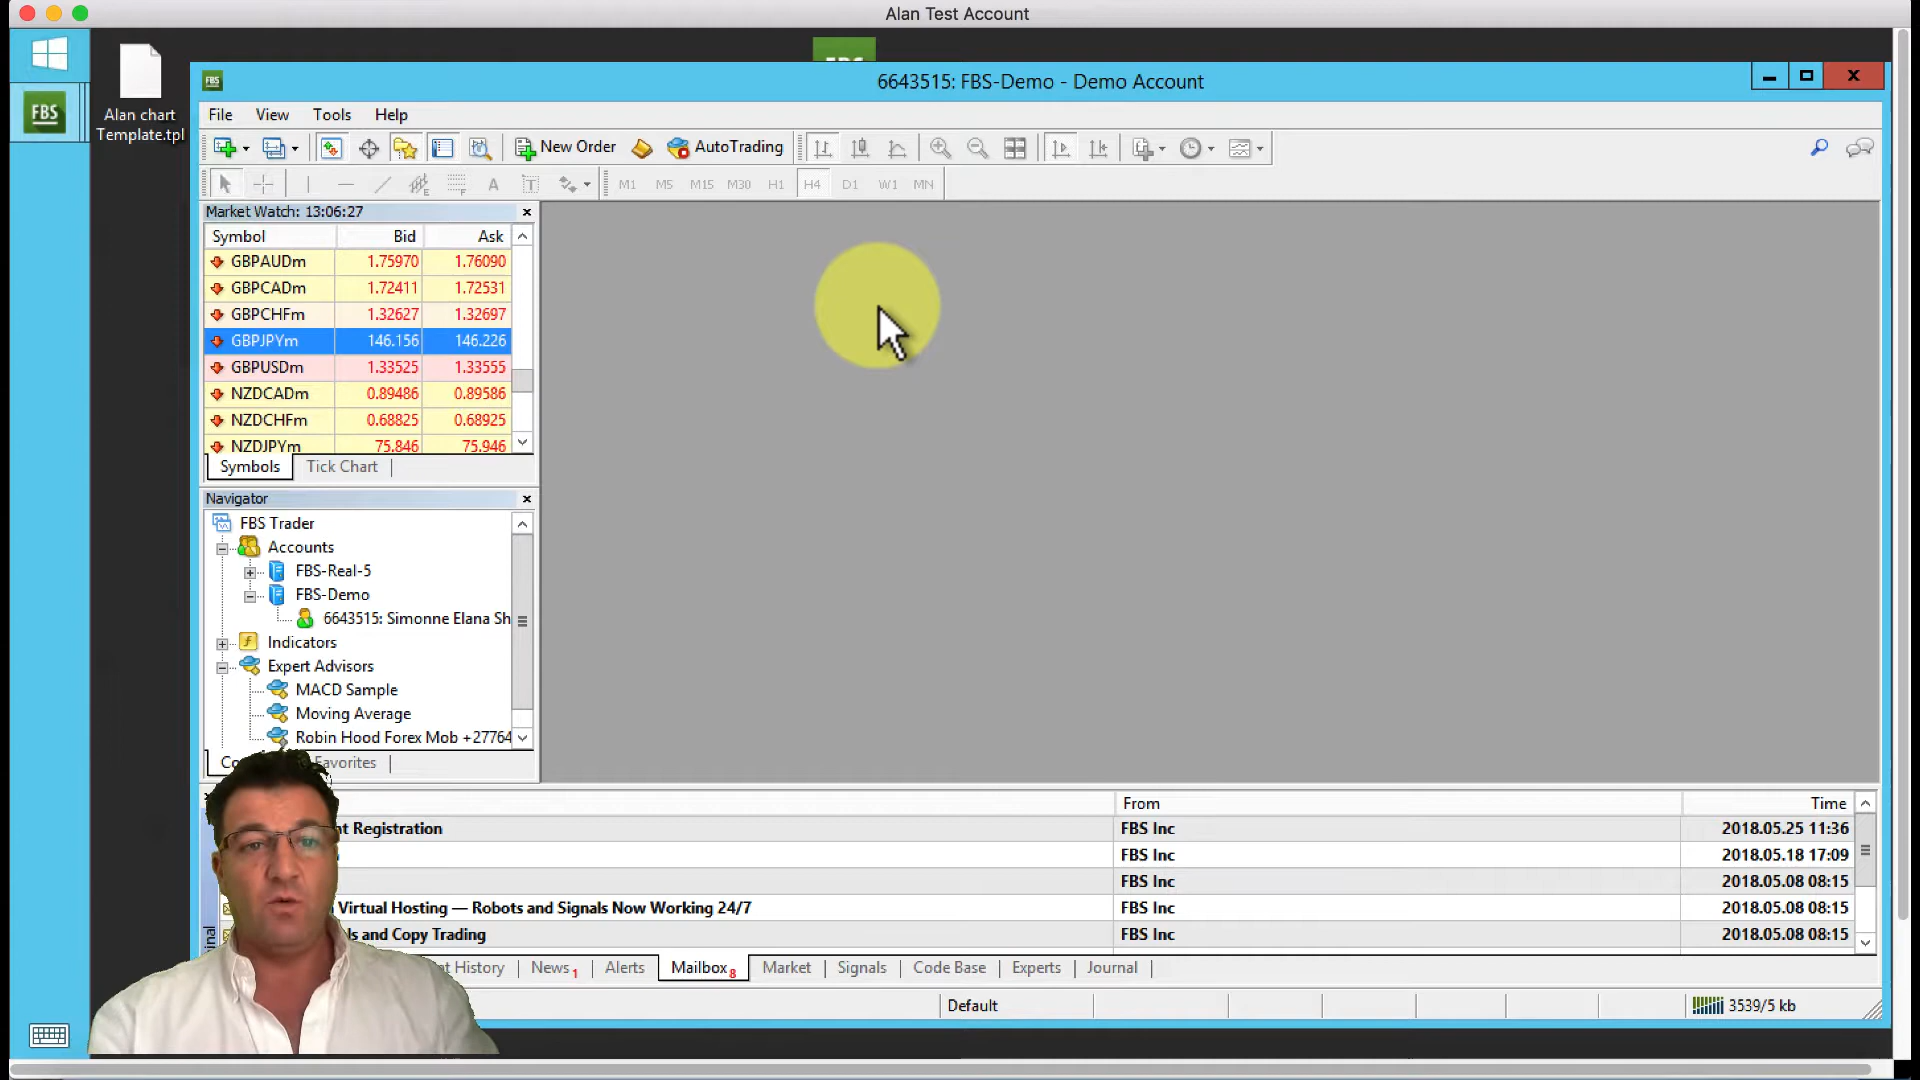 Alan Test Account
FBS
Alan chart
Template.tpl
FBS
6643515: FBS-Demo - Demo Account
File View Tools Help
New Order AutoTrading
A T M1 M5 M15 M30 H1 H4 D1 W1 MN
Market Watch: 13:06:27
Symbol Bid Ask
GBPAUDm 1.75970 1.76090
GBPCADm 1.72411 1.72531
GBPCHFm 1.32627 1.32697
GBPJPYm 146.156 146.226
GBPUSDm 1.33525 1.33555
NZDCADm 0.89486 0.89586
NZDCHFm 0.68825 0.68925
NZDJPYm 75.846 75.946
Symbols Tick Chart
Navigator
FBS Trader
Accounts
FBS-Real-5
FBS-Demo
6643515: Simonne Elana Sh
Indicators
Expert Advisors
MACD Sample
Moving Average
Robin Hood Forex Mob +27764
Favorites
From Time
Registration FBS Inc 2018.05.25 11:36
FBS Inc 2018.05.18 17:09
FBS Inc 2018.05.08 08:15
Virtual Hosting — Robots and Signals Now Working 24/7 FBS Inc 2018.05.08 08:15
and Copy Trading FBS Inc 2018.05.08 08:15
History News 1 Alerts Mailbox 8 Market Signals Code Base Experts Journal
Default 3539/5 kb